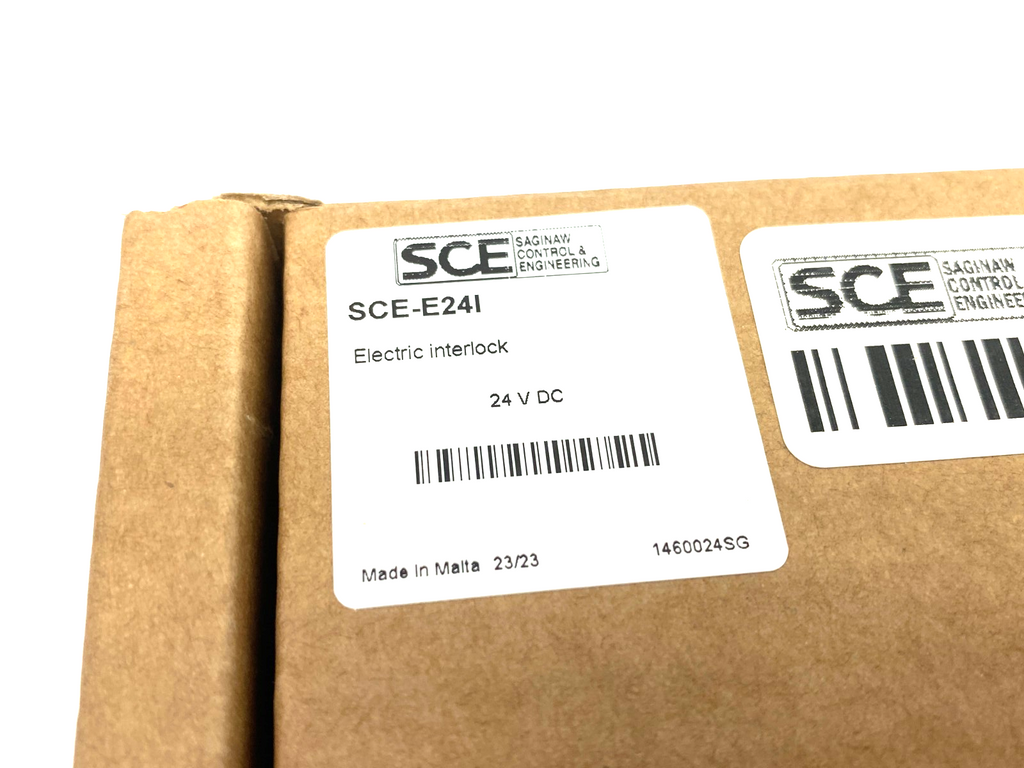 SCE SAGINAW
CONTROL &
ENGINEERING
SCE-E24I
Electric interlock
24 V DC
Made In Malta 23/23
1460024SG
SCE SAGINAW
CONTROL